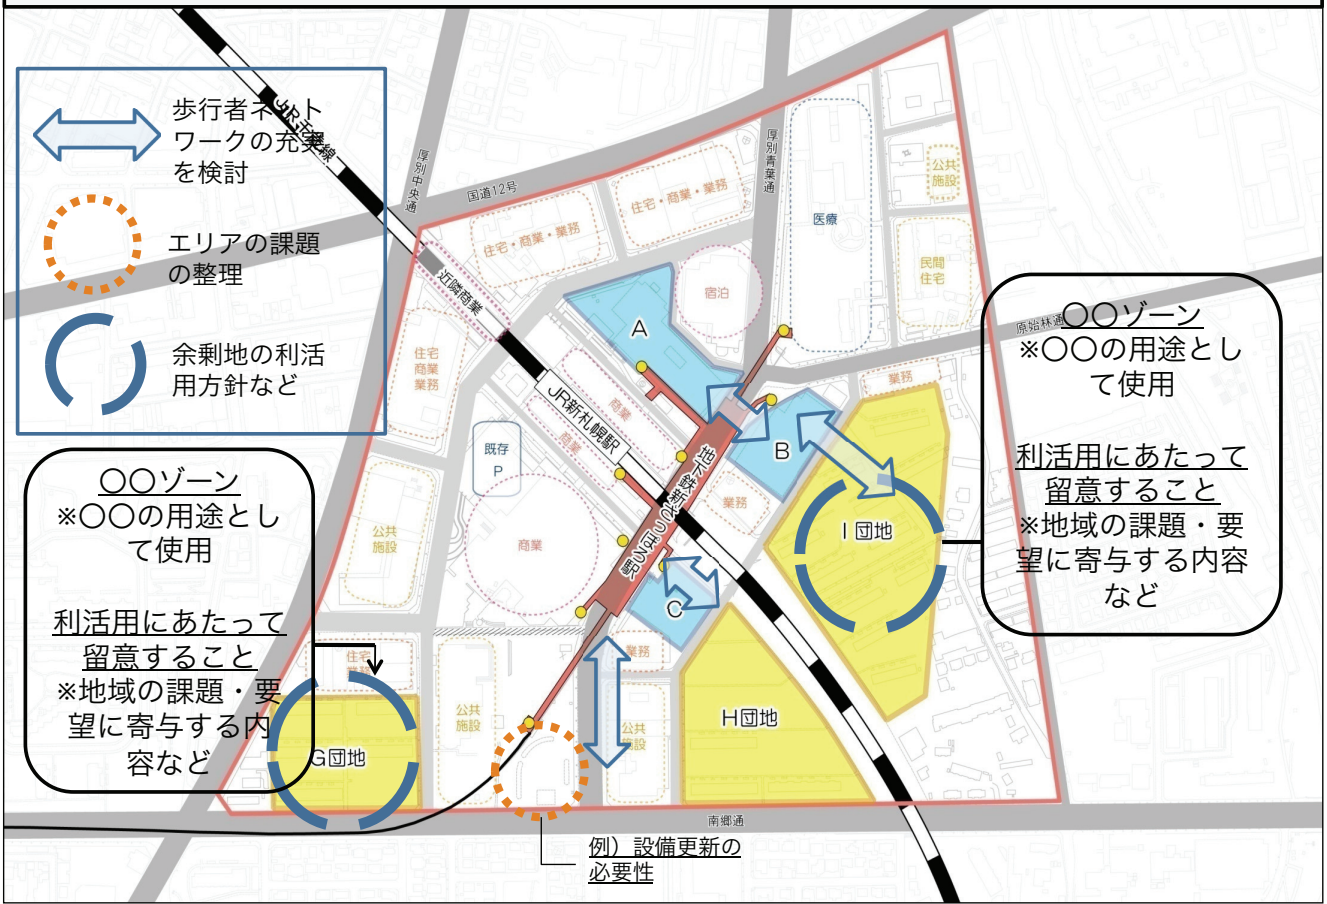 歩行者ネット
ワークの充実
を検討
エリアの課題
の整理
余剰地の利活
用方針など
JR千歳線
厚別中央通
国道12号
厚別青葉通
原始林通
南郷通
住宅・商業・業務
住宅・商業・業務
医療
公共
施設
民間
住宅
宿泊
近隣商業
住宅
商業
業務
A
B
C
業務
商業
JR新札幌駅
商業
地下鉄新さっぽろ駅
既存
P
業務
公共
施設
商業
I団地
業務
住宅
業務
公共
施設
公共
施設
H団地
G団地
〇〇ゾーン
※〇〇の用途とし
て使用
利活用にあたって
留意すること
※地域の課題・要
望に寄与する内
容など
〇〇ゾーン
※〇〇の用途とし
て使用
利活用にあたって
留意すること
※地域の課題・要
望に寄与する内容
など
例）設備更新の
必要性